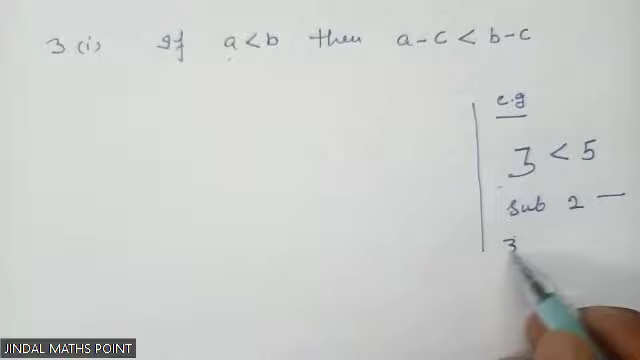 3 (i) If a < b then a - c < b - c
e.g
3 < 5
sub 2 —
3
JINDAL MATHS POINT